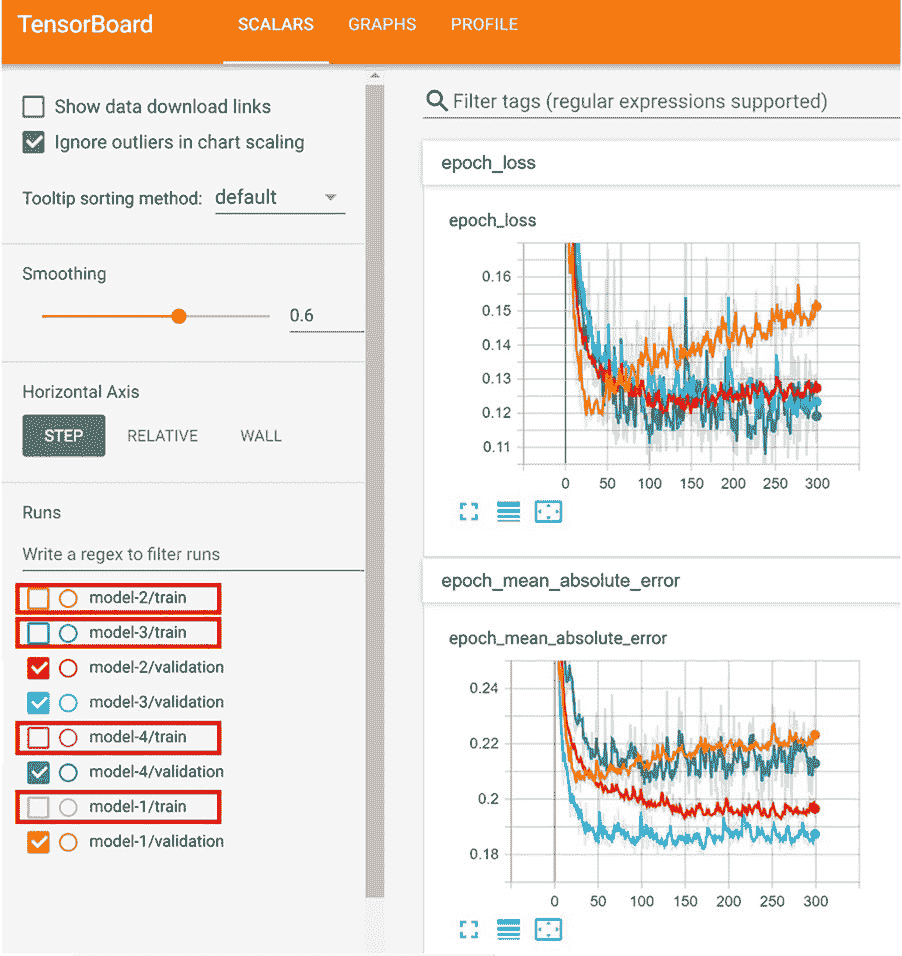 TensorBoard SCALARS GRAPHS PROFILE
Show data download links
Ignore outliers in chart scaling
Tooltip sorting method: default
Smoothing
0.6
Horizontal Axis
STEP RELATIVE WALL
Runs
Write a regex to filter runs
model-2/train
model-3/train
model-2/validation
model-3/validation
model-4/train
model-4/validation
model-1/train
model-1/validation
Filter tags (regular expressions supported)
epoch_loss
epoch_loss
0.16
0.15
0.14
0.13
0.12
0.11
0 50 100 150 200 250 300
epoch_mean_absolute_error
epoch_mean_absolute_error
0.24
0.22
0.2
0.18
0 50 100 150 200 250 300